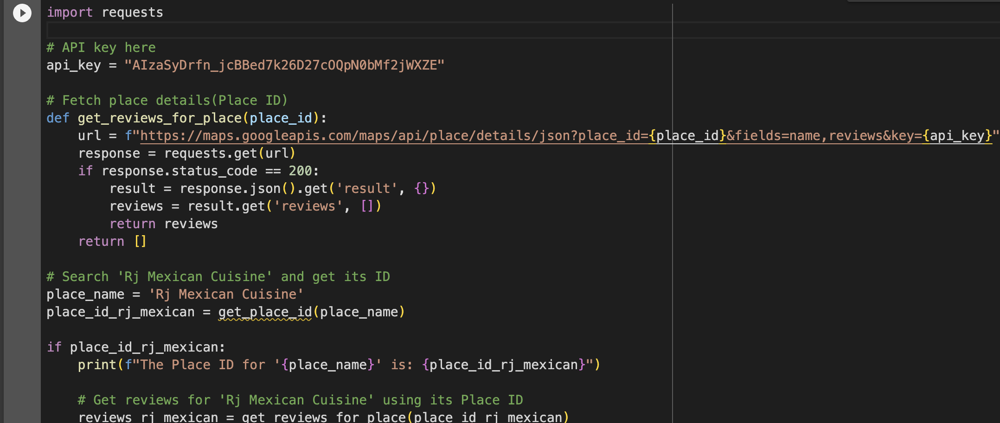 import requests
# API key here
api_key = "AIzaSyDrfn_jcBBed7k26D27cOQpN0bMf2jWXZE"
# Fetch place details(Place ID)
def get_reviews_for_place(place_id):
    url = f"https://maps.googleapis.com/maps/api/place/details/json?place_id={place_id}&fields=name,reviews&key={api_key}"
    response = requests.get(url)
    if response.status_code == 200:
        result = response.json().get('result', {})
        reviews = result.get('reviews', [])
        return reviews
    return []
# Search 'Rj Mexican Cuisine' and get its ID
place_name = 'Rj Mexican Cuisine'
place_id_rj_mexican = get_place_id(place_name)
if place_id_rj_mexican:
    print(f"The Place ID for '{place_name}' is: {place_id_rj_mexican}")
    # Get reviews for 'Rj Mexican Cuisine' using its Place ID
    reviews_rj_mexican = get_reviews_for_place(place_id_rj_mexican)